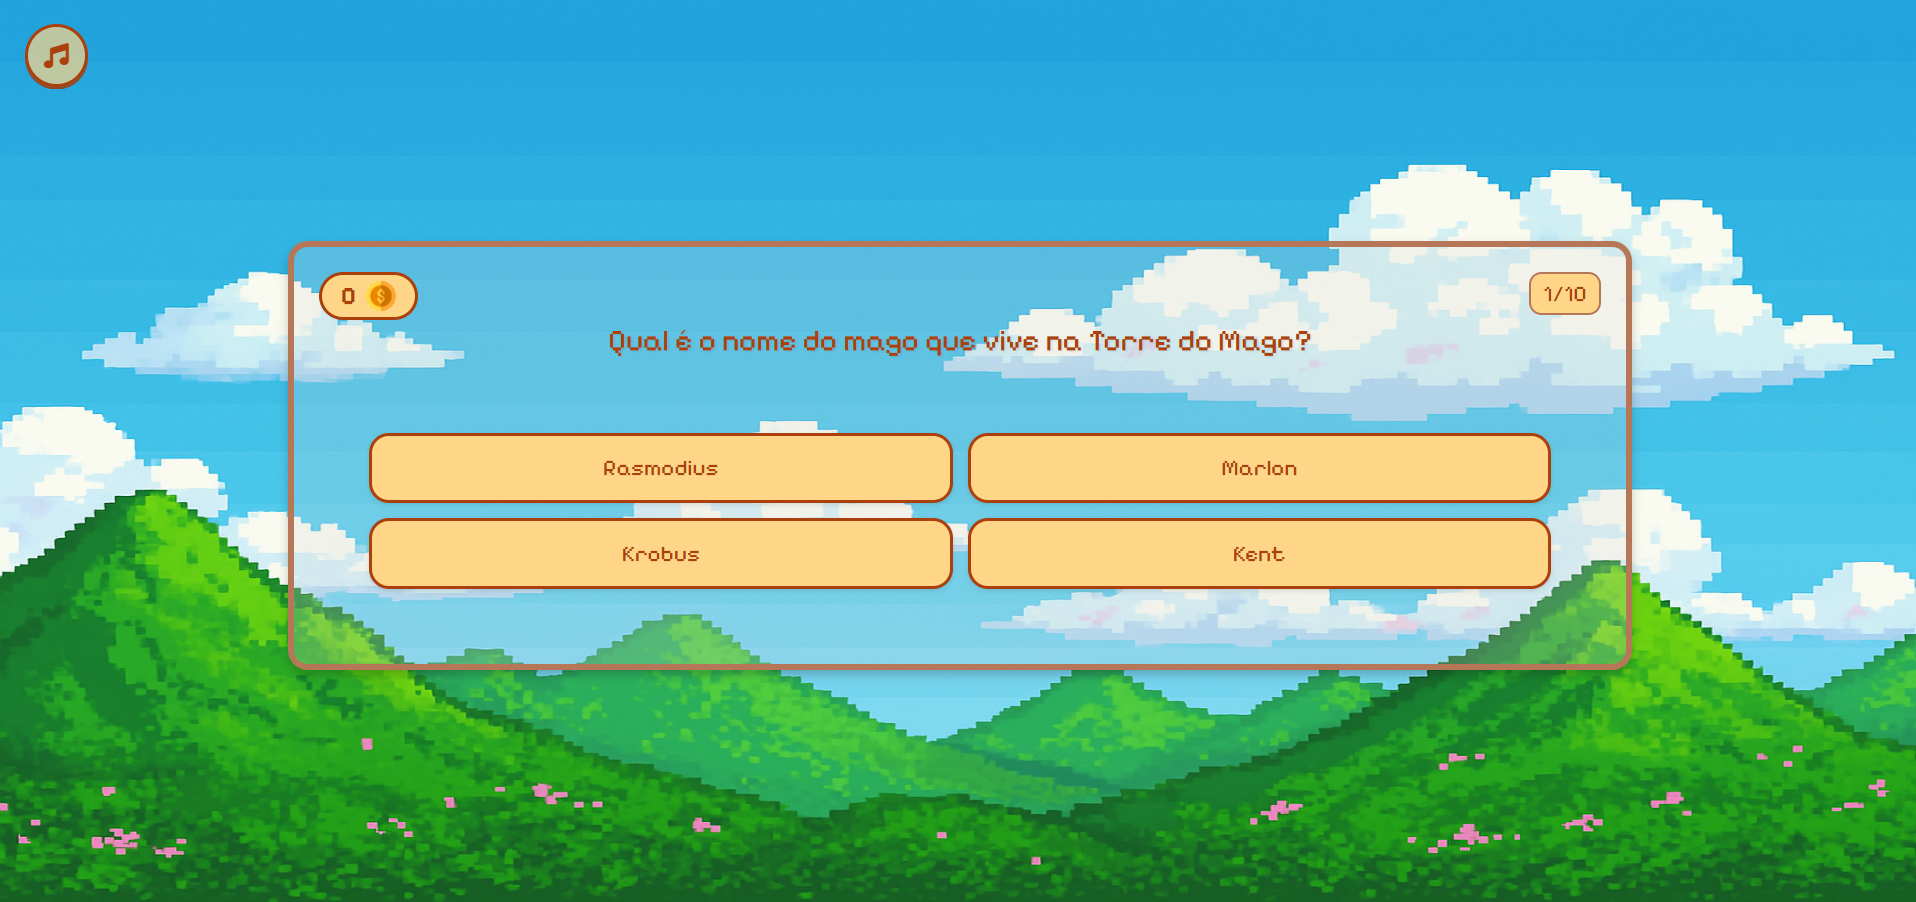 0
1/10
Qual é o nome do mago que vive na Torre do Mago?
Rasmodius
Marlon
Krobus
Kent